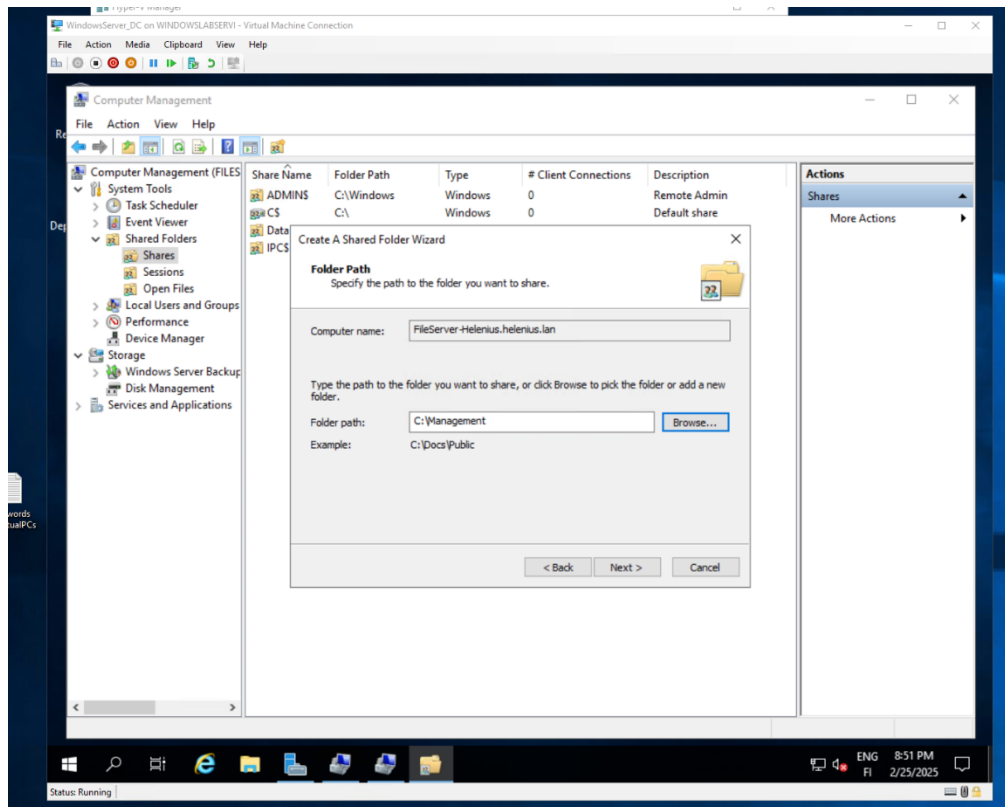 Hyper-V Manager
WindowsServer_DC on WINDOWSLABSERVI - Virtual Machine Connection
File Action Media Clipboard View Help
Computer Management
File Action View Help
Computer Management (FILES
System Tools
Task Scheduler
Event Viewer
Shared Folders
Shares
Sessions
Open Files
Local Users and Groups
Performance
Device Manager
Storage
Windows Server Backup
Disk Management
Services and Applications
Share Name Folder Path Type # Client Connections Description
ADMIN$ C:\Windows Windows 0 Remote Admin
C$ C:\ Windows 0 Default share
Data
IPC$
Actions
Shares
More Actions
Create A Shared Folder Wizard
Folder Path
Specify the path to the folder you want to share.
Computer name: FileServer-Helenius.helenius.lan
Type the path to the folder you want to share, or click Browse to pick the folder or add a new
folder.
Folder path: C:\Management Browse...
Example: C:\Docs\Public
< Back Next > Cancel
words
tualPCs
ENG 8:51 PM
FI 2/25/2025
Status: Running